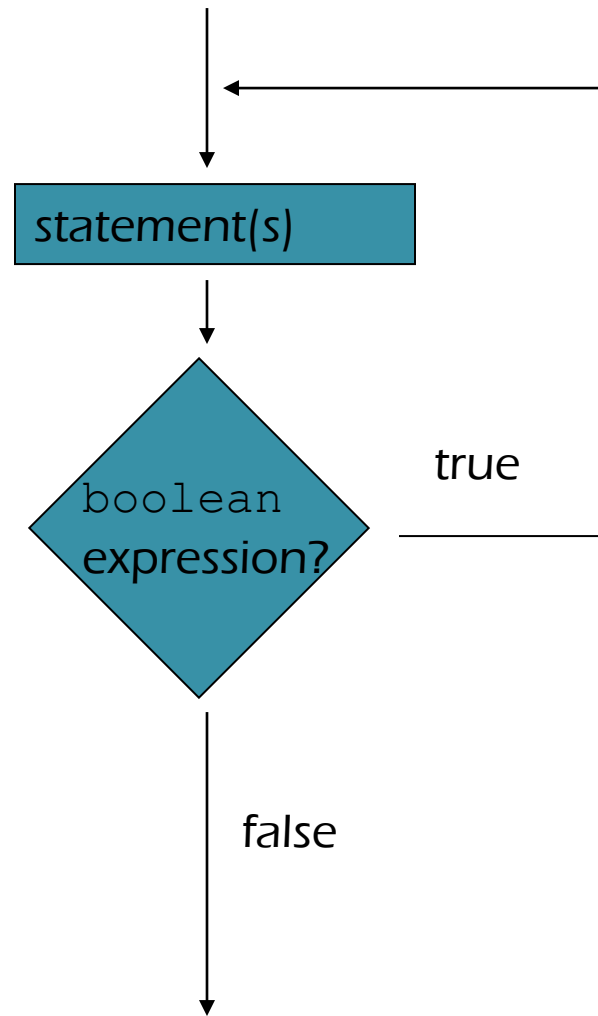 statement(s)
true
boolean
expression?
false